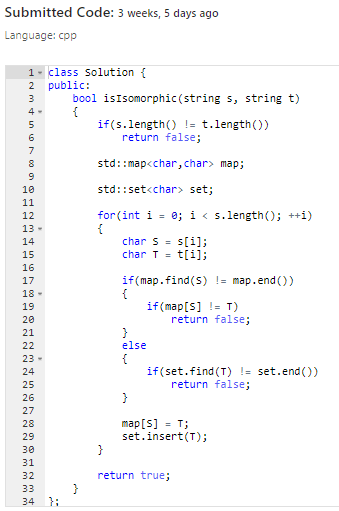 Submitted Code: 3 weeks, 5 days ago
Language: cpp
1 class Solution {
2 public:
3     bool isIsomorphic(string s, string t)
4     {
5         if(s.length() != t.length())
6             return false;
7
8         std::map<char,char> map;
9
10         std::set<char> set;
11
12         for(int i = 0; i < s.length(); ++i)
13         {
14             char S = s[i];
15             char T = t[i];
16
17             if(map.find(S) != map.end())
18             {
19                 if(map[S] != T)
20                     return false;
21             }
22             else
23             {
24                 if(set.find(T) != set.end())
25                     return false;
26             }
27
28             map[S] = T;
29             set.insert(T);
30         }
31
32         return true;
33     }
34 };